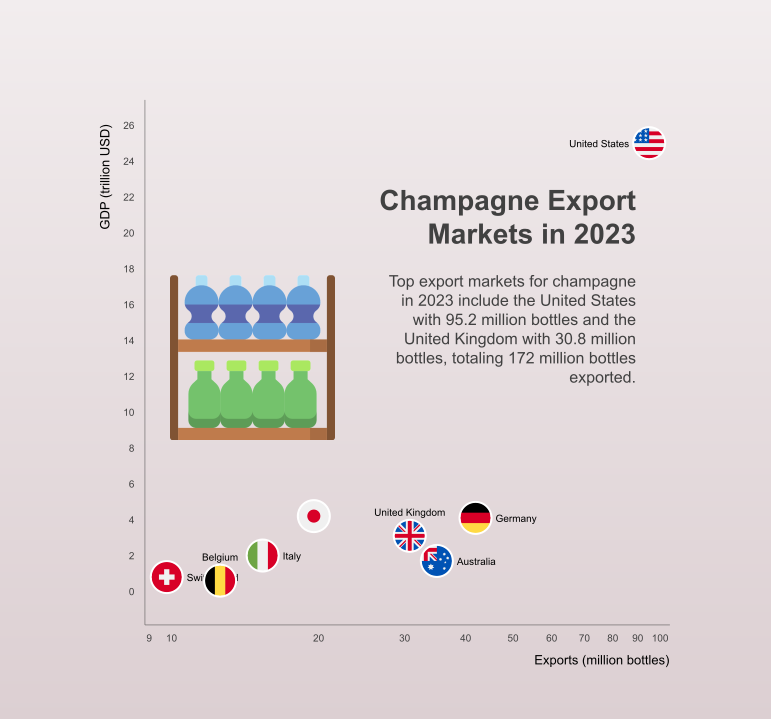 GDP (trillion USD)
26
24
22
20
18
16
14
12
10
8
6
4
2
0
United States
Champagne Export
Markets in 2023
Top export markets for champagne
in 2023 include the United States
with 95.2 million bottles and the
United Kingdom with 30.8 million
bottles, totaling 172 million bottles
exported.
United Kingdom
Germany
Australia
Italy
Belgium
9 10 20 30 40 50 60 70 80 90 100
Exports (million bottles)